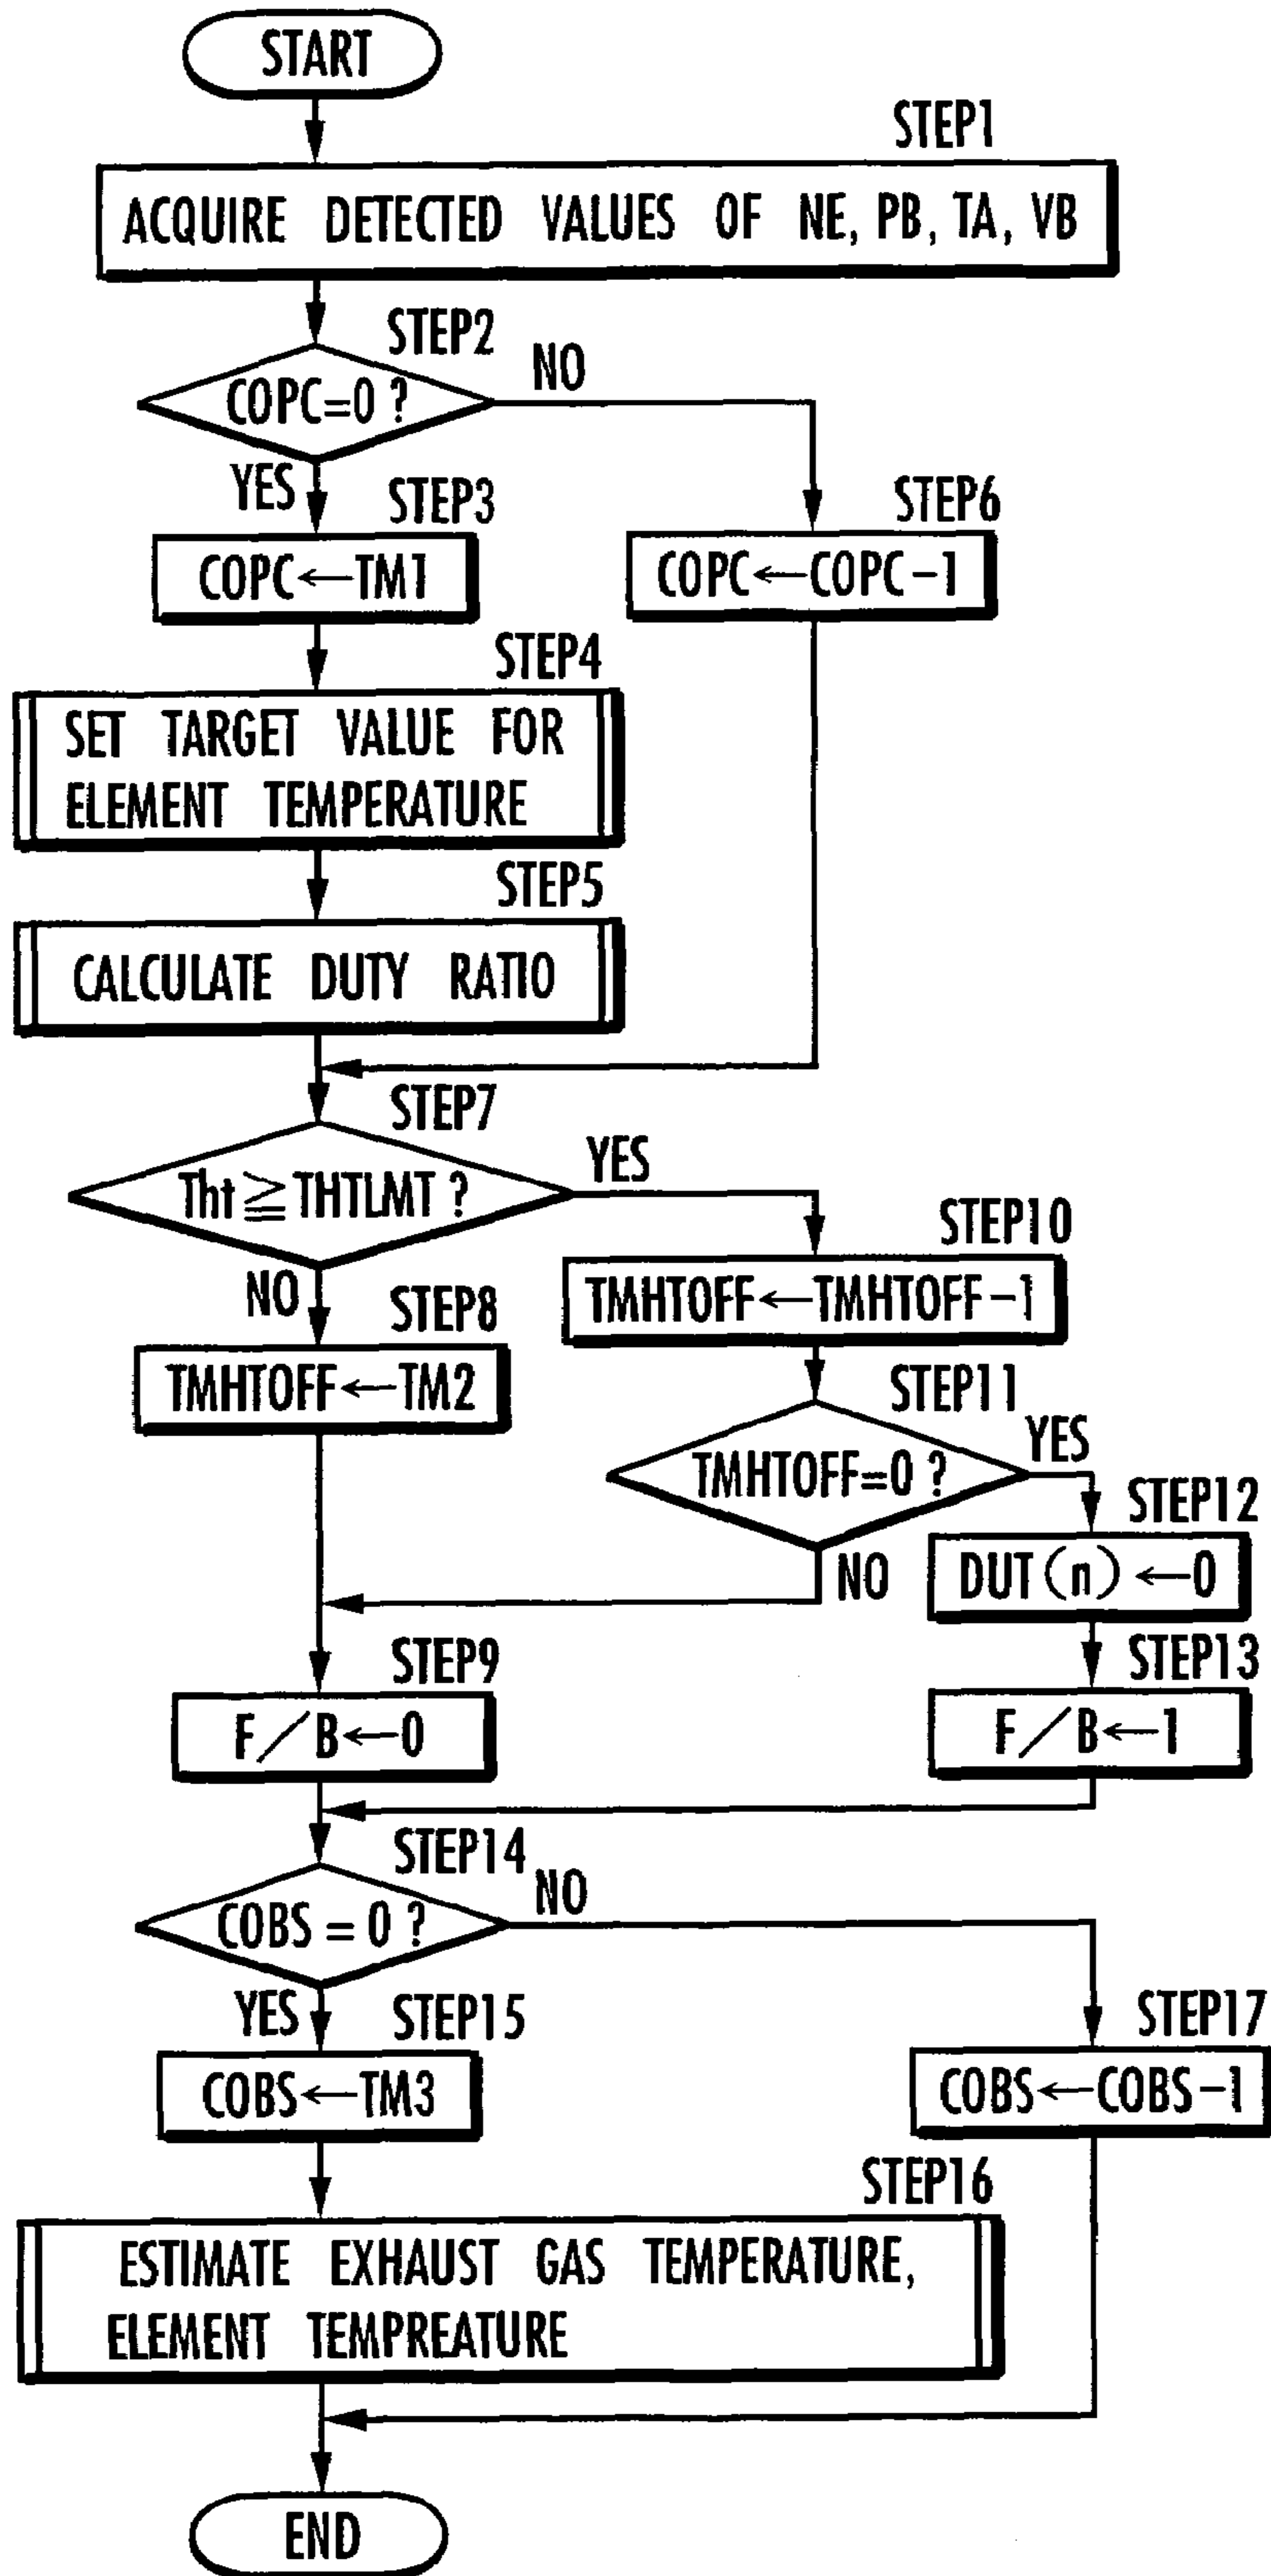 START
STEP1
ACQUIRE DETECTED VALUES OF NE, PB, TA, VB
STEP2
COPC=0 ?
NO
YES
STEP3
COPC←TM1
STEP6
COPC←COPC-1
STEP4
SET TARGET VALUE FOR
ELEMENT TEMPERATURE
STEP5
CALCULATE DUTY RATIO
STEP7
Tht≧THTLMT ?
YES
NO
STEP10
TMHTOFF←TMHTOFF-1
STEP8
TMHTOFF←TM2
STEP11
TMHTOFF=0 ?
YES
NO
STEP12
DUT(n)←0
STEP9
F/B←0
STEP13
F/B←1
STEP14
COBS = 0 ?
NO
YES
STEP15
COBS←TM3
STEP17
COBS←COBS-1
STEP16
ESTIMATE EXHAUST GAS TEMPERATURE,
ELEMENT TEMPREATURE
END